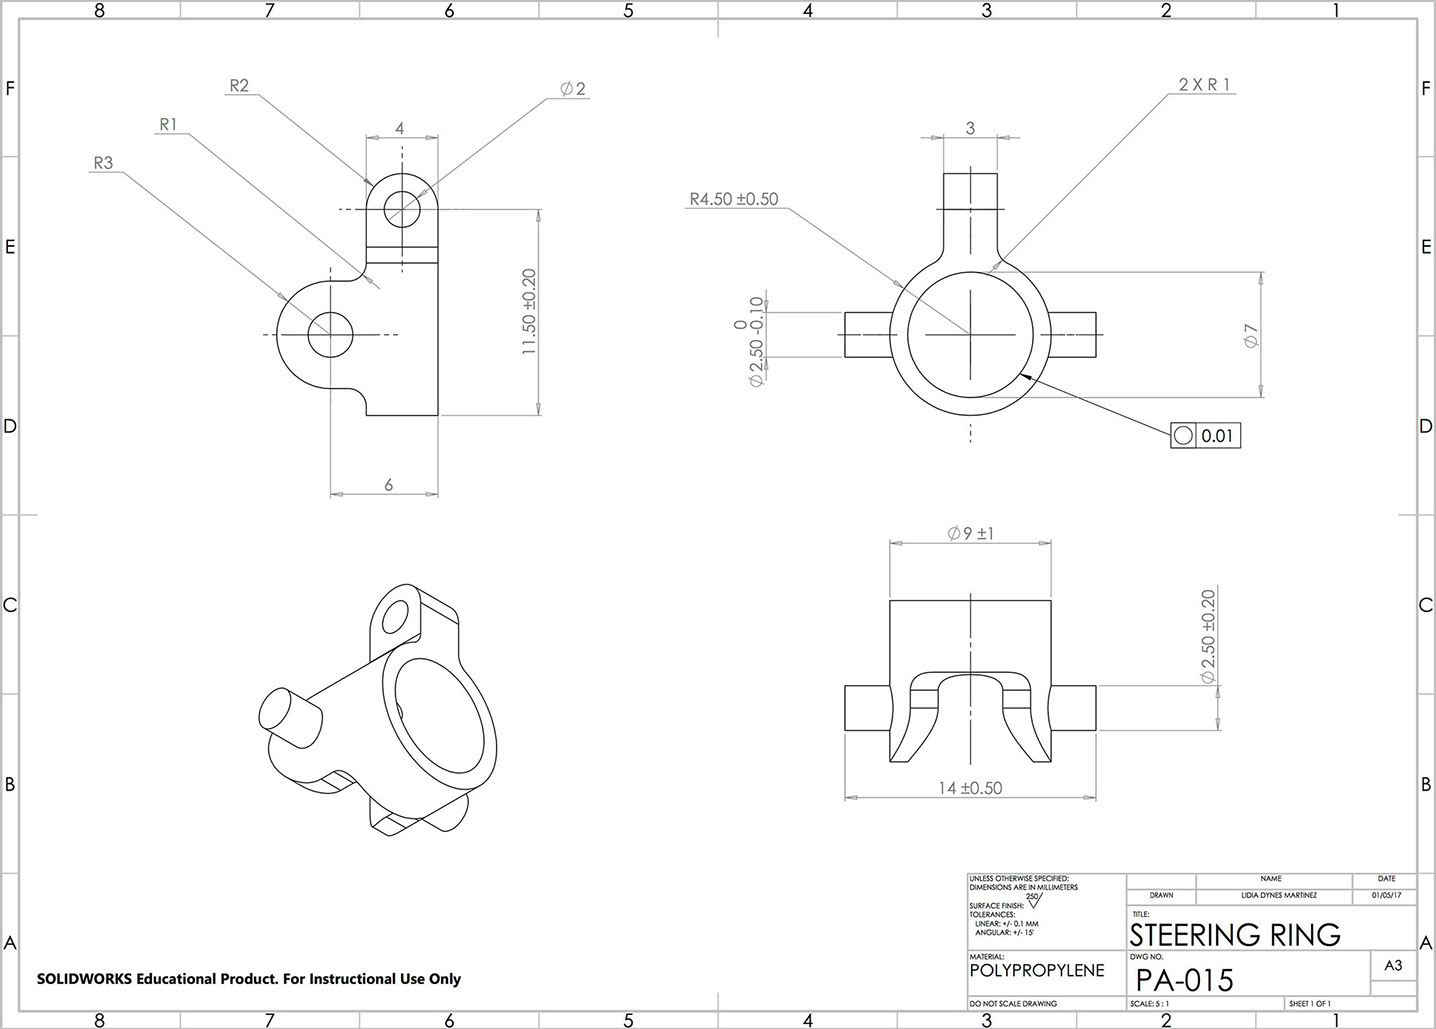 8 7 6 5 4 3 2 1
F F
E E
D D
C C
B B
A A
R2
∅2
R1
4
R3
11.50 ±0.20
6
2 X R 1
3
R4.50 ±0.50
0
∅2.50 -0.10
∅7
○ 0.01
∅9 ±1
∅2.50 ±0.20
14 ±0.50
UNLESS OTHERWISE SPECIFIED:
DIMENSIONS ARE IN MILLIMETERS
250
SURFACE FINISH:
TOLERANCES:
LINEAR: +/- 0.1 MM
ANGULAR: +/- 15'
NAME DATE
DRAWN LIDIA DYNES MARTINEZ 01/05/17
TITLE:
STEERING RING
MATERIAL:
POLYPROPYLENE
DWG NO.
PA-015
A3
DO NOT SCALE DRAWING
SCALE: 5 : 1
SHEET 1 OF 1
SOLIDWORKS Educational Product. For Instructional Use Only
8 7 6 5 4 3 2 1